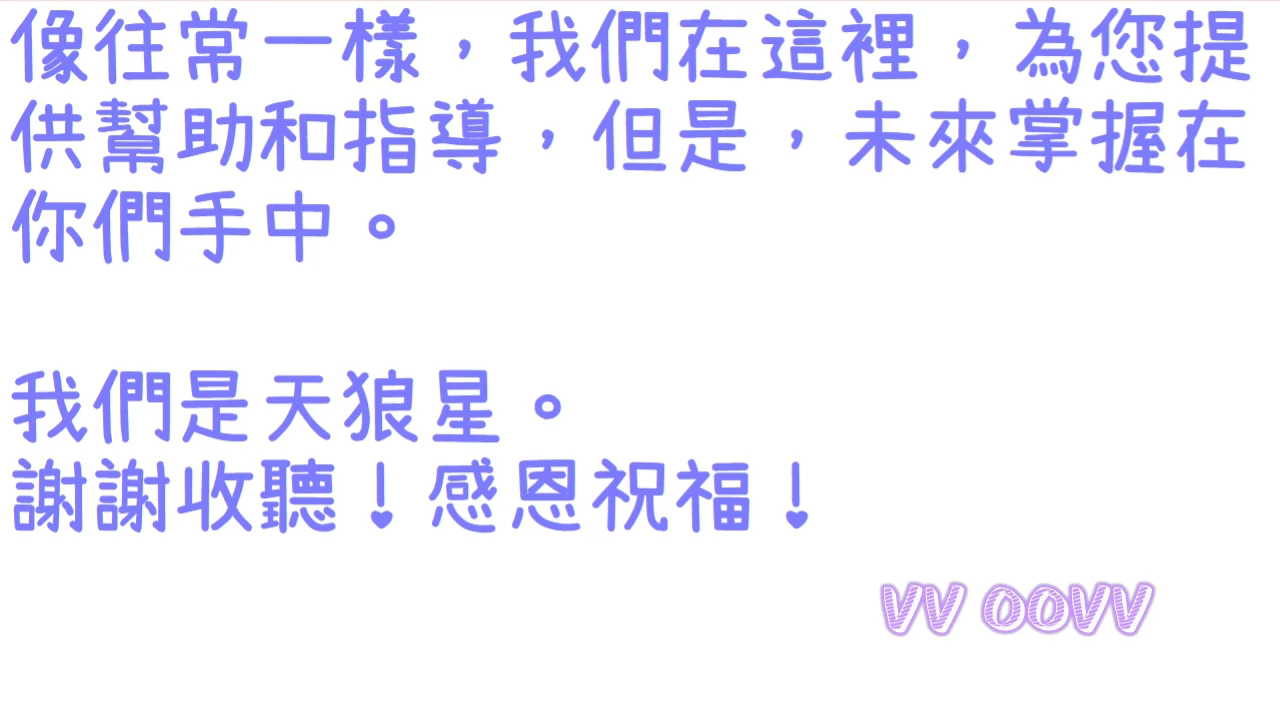 像往常一樣，我們在這裡，為您提
供幫助和指導，但是，未來掌握在
你們手中。
我們是天狼星。
謝謝收聽！感恩祝福！
VV OOVV